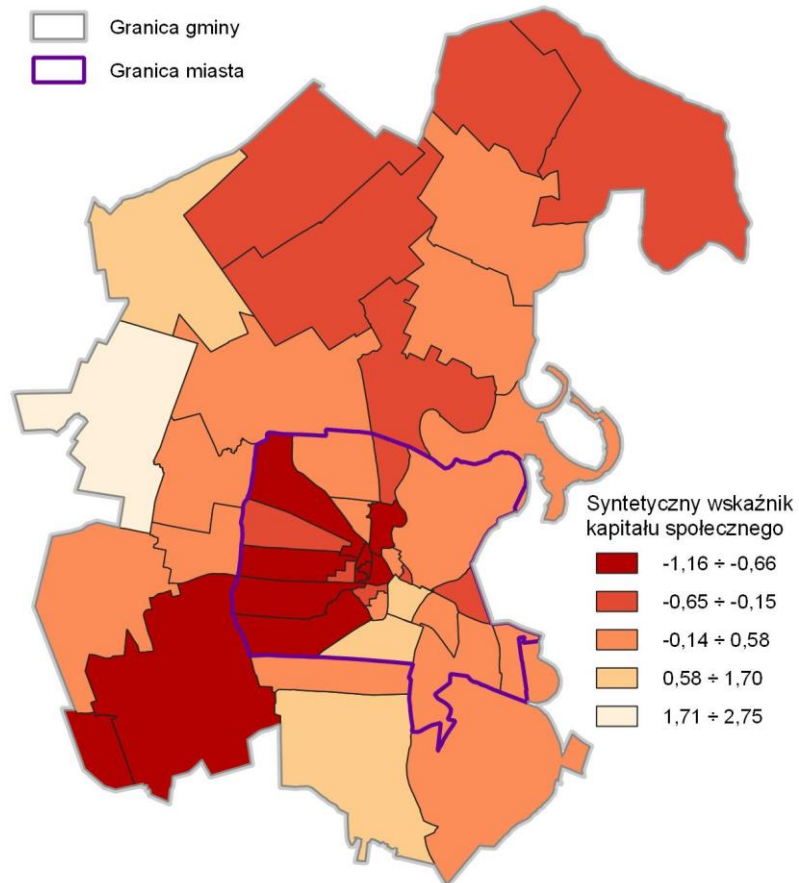 Granica gminy
Granica miasta
Syntetyczny wskaźnik
kapitału społecznego
-1,16 ÷ -0,66
-0,65 ÷ -0,15
-0,14 ÷ 0,58
0,58 ÷ 1,70
1,71 ÷ 2,75